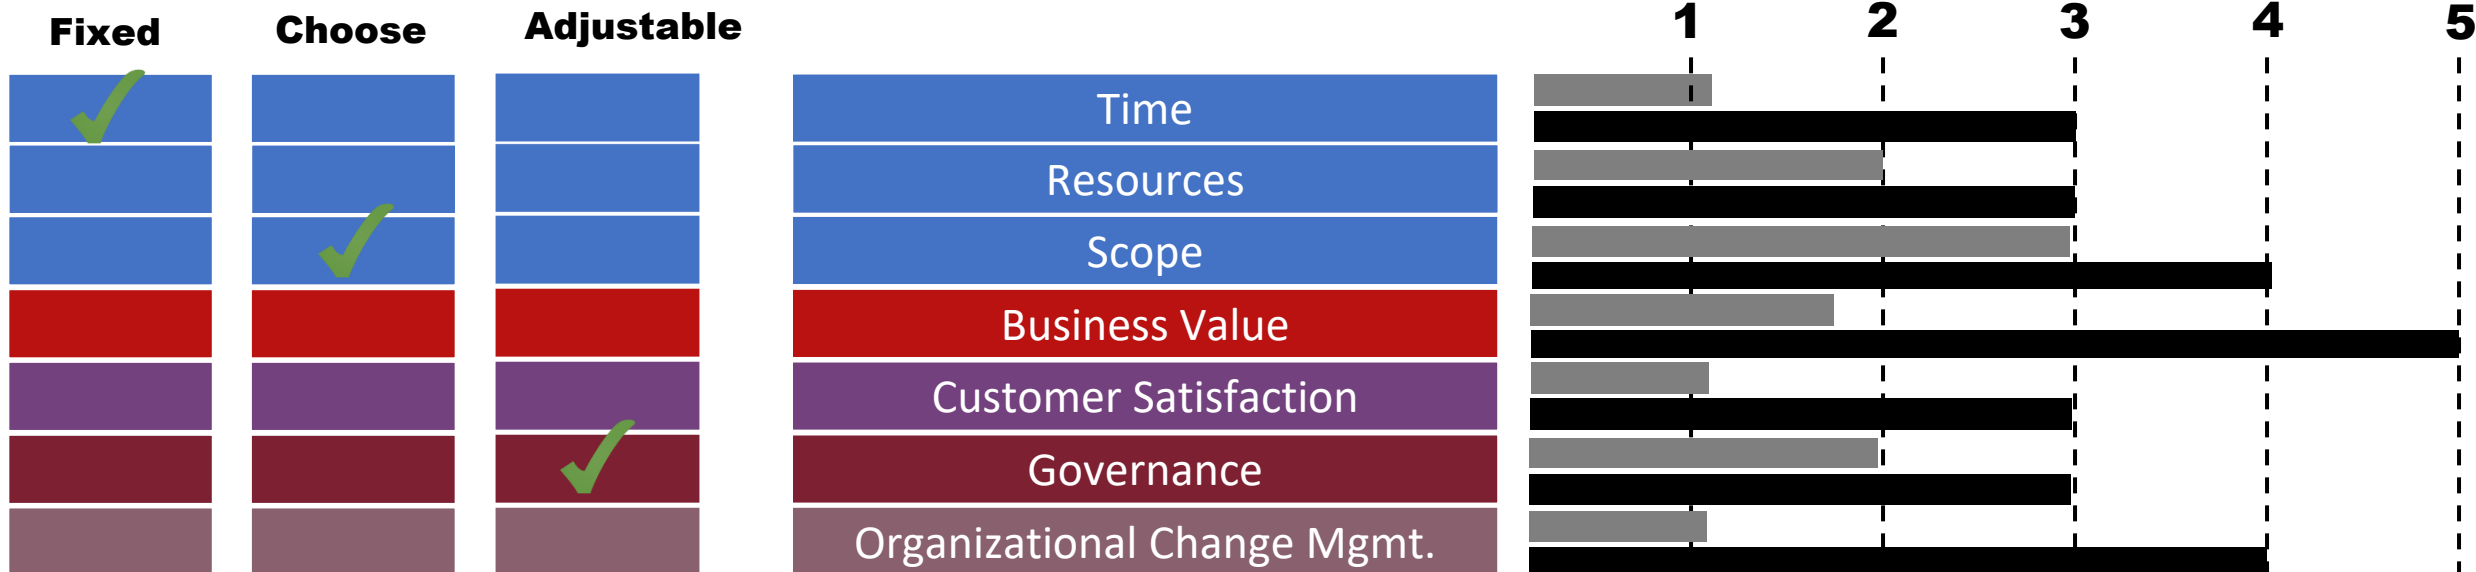 Fixed Choose Adjustable 1 2 3 4 5
Time
Resources
Scope
Business Value
Customer Satisfaction
Governance
Organizational Change Mgmt.